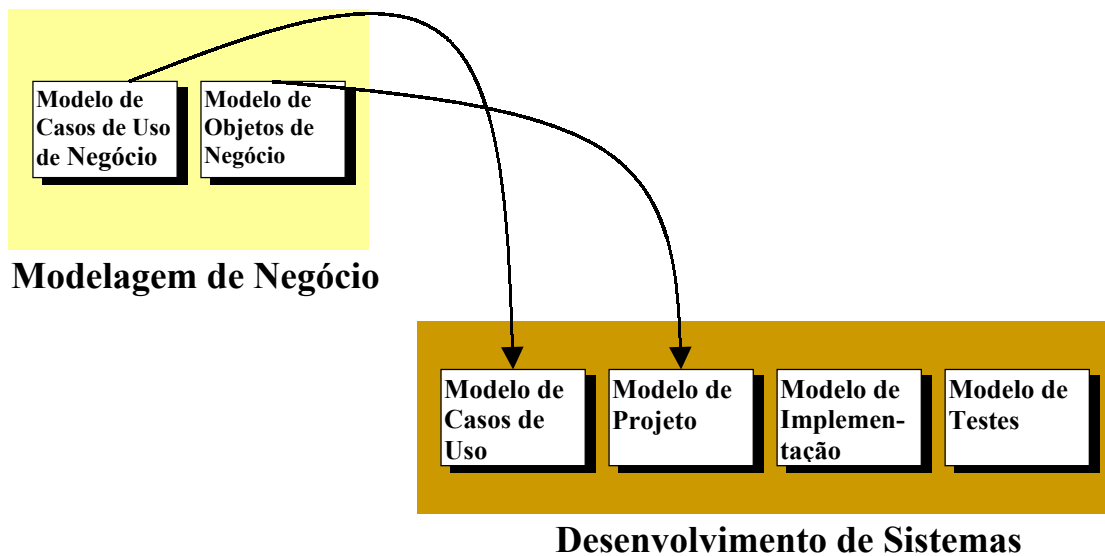 Modelo de
Casos de Uso
de Negócio
Modelo de
Objetos de
Negócio
Modelagem de Negócio
Modelo de
Casos de
Uso
Modelo de
Projeto
Modelo de
Implemen-
tação
Modelo de
Testes
Desenvolvimento de Sistemas